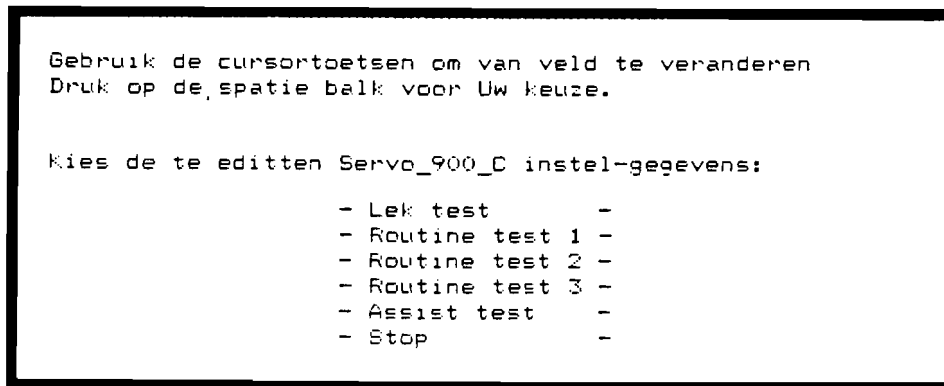 Gebruik de cursortoetsen om van veld te veranderen
Druk op de spatie balk voor Uw keuze.
Kies de te editten Servo_900_C instel-gegevens:
- Lek test -
- Routine test 1 -
- Routine test 2 -
- Routine test 3 -
- Assist test -
- Stop -